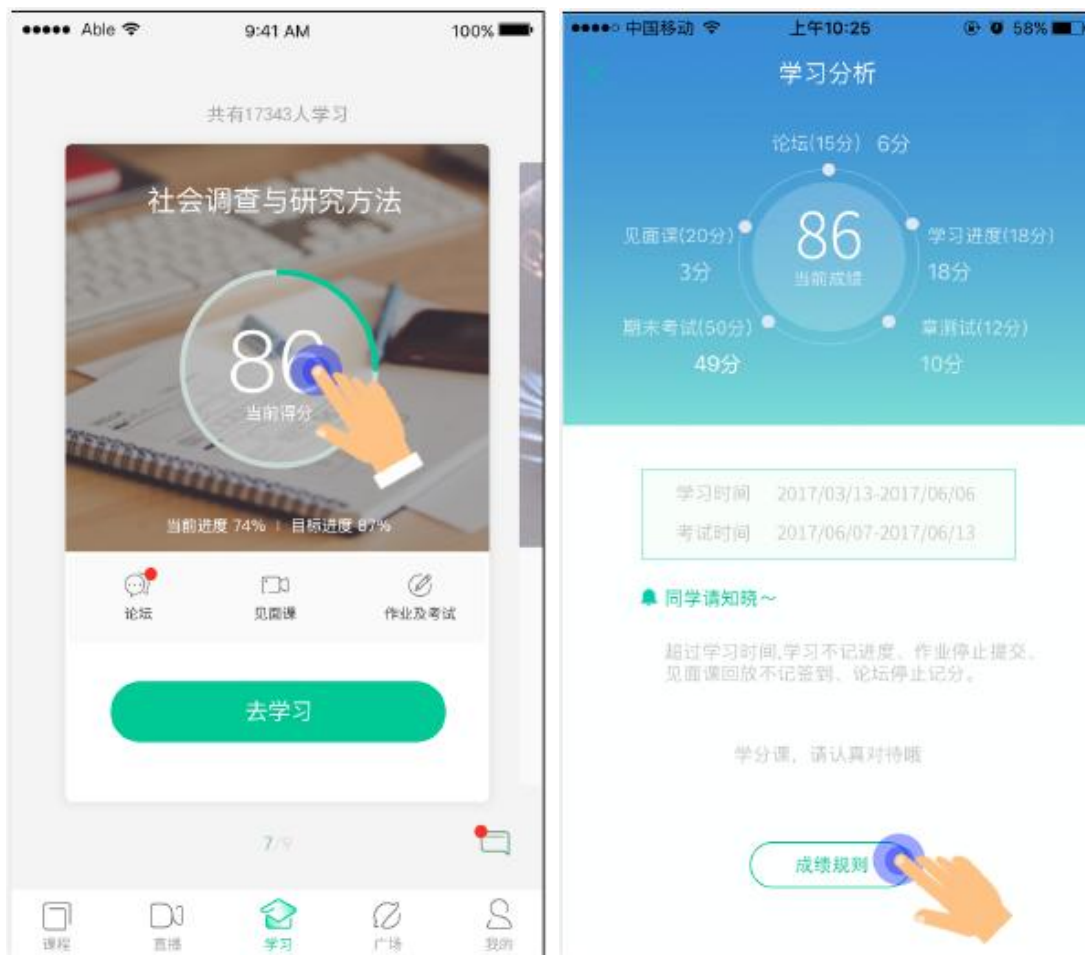 ●●●●● Able 9:41 AM 100%
共有17343人学习
社会调查与研究方法
86
当前得分
当前进度 74% | 目标进度 87%
论坛 见面课 作业及考试
去学习
7/9
课程 直播 学习 广场 我的
●●●●○ 中国移动 上午10:25 58%
学习分析
论坛(15分) 6分
86
当前成绩
见面课(20分)
3分
学习进度(18分)
18分
期末考试(50分)
49分
章测试(12分)
10分
学习时间 2017/03/13-2017/06/06
考试时间 2017/06/07-2017/06/13
同学请知晓～
超过学习时间,学习不记进度、作业停止提交、
见面课回放不记签到、论坛停止记分。
学分课，请认真对待哦
成绩规则